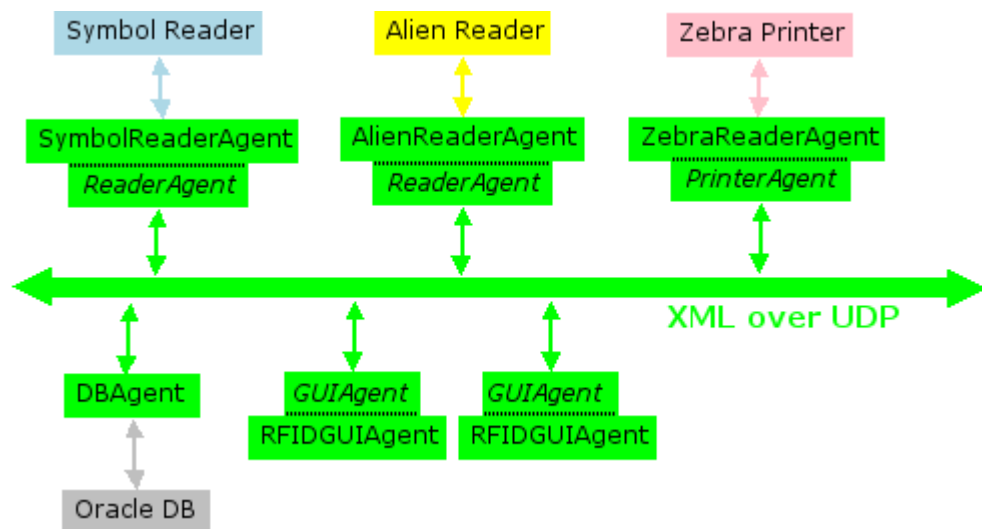 Symbol Reader
Alien Reader
Zebra Printer
SymbolReaderAgent
AlienReaderAgent
ZebraReaderAgent
ReaderAgent
ReaderAgent
PrinterAgent
XML over UDP
DBAgent
GUIAgent
GUIAgent
RFIDGUIAgent
RFIDGUIAgent
Oracle DB